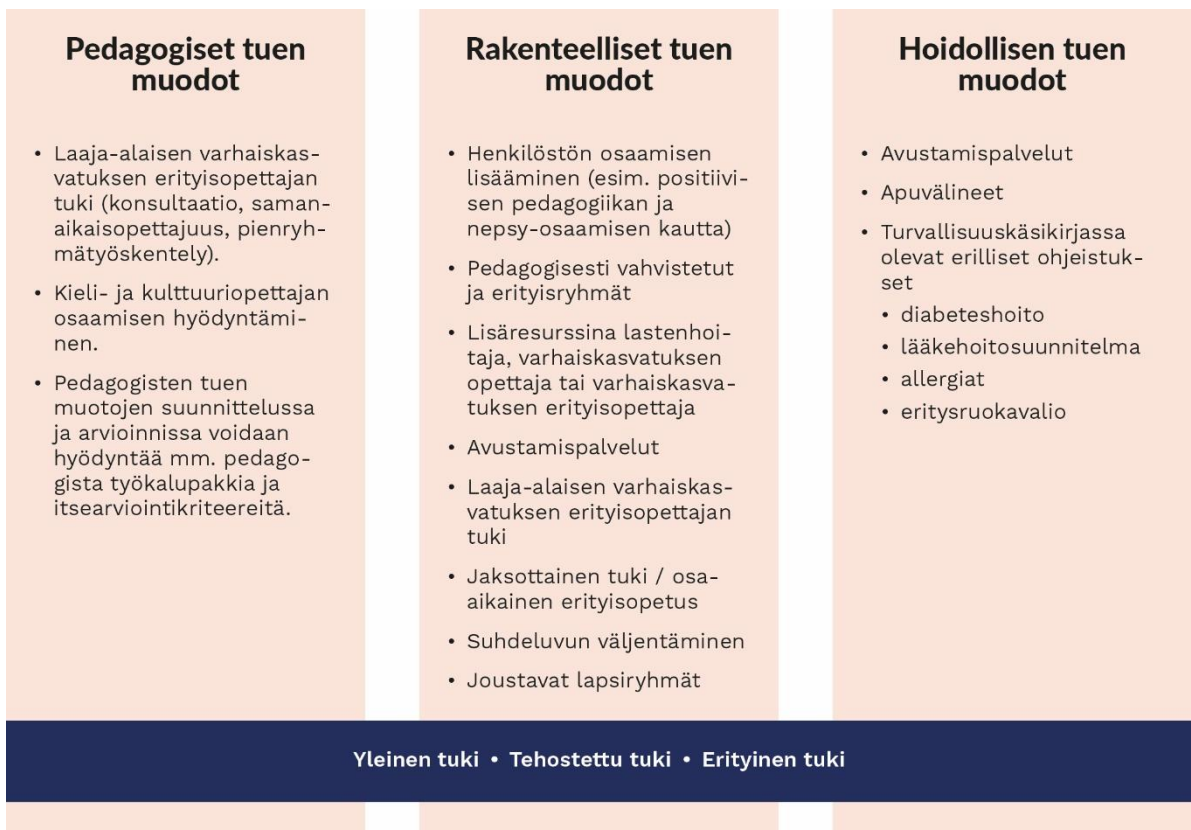 Pedagogiset tuen
muodot
• Laaja-alaisen varhaiskas-
vatuksen erityisopettajan
tuki (konsultaatio, saman-
aikaisopettajuus, pienryh-
mätyöskentely).
• Kieli- ja kulttuuriopettajan
osaamisen hyödyntämi-
nen.
• Pedagogisten tuen
muotojen suunnittelussa
ja arvioinnissa voidaan
hyödyntää mm. pedago-
gista työkalupakkia ja
itsearviointikriteereitä.
Rakenteelliset tuen
muodot
• Henkilöstön osaamisen
lisääminen (esim. positiivi-
sen pedagogiikan ja
nepsy-osaamisen kautta)
• Pedagogisesti vahvistetut
ja erityisryhmät
• Lisäresurssina lastenhoi-
taja, varhaiskasvatuksen
opettaja tai varhaiskasva-
tuksen erityisopettaja
• Avustamispalvelut
• Laaja-alaisen varhaiskas-
vatuksen erityisopettajan
tuki
• Jaksottainen tuki / osa-
aikainen erityisopetus
• Suhdeluvun väljentäminen
• Joustavat lapsiryhmät
Hoidollisen tuen
muodot
• Avustamispalvelut
• Apuvälineet
• Turvallisuuskäsikirjassa
olevat erilliset ohjeistuk-
set
• diabeteshoito
• lääkehoitosuunnitelma
• allergiat
• eritysruokavalio
Yleinen tuki • Tehostettu tuki • Erityinen tuki